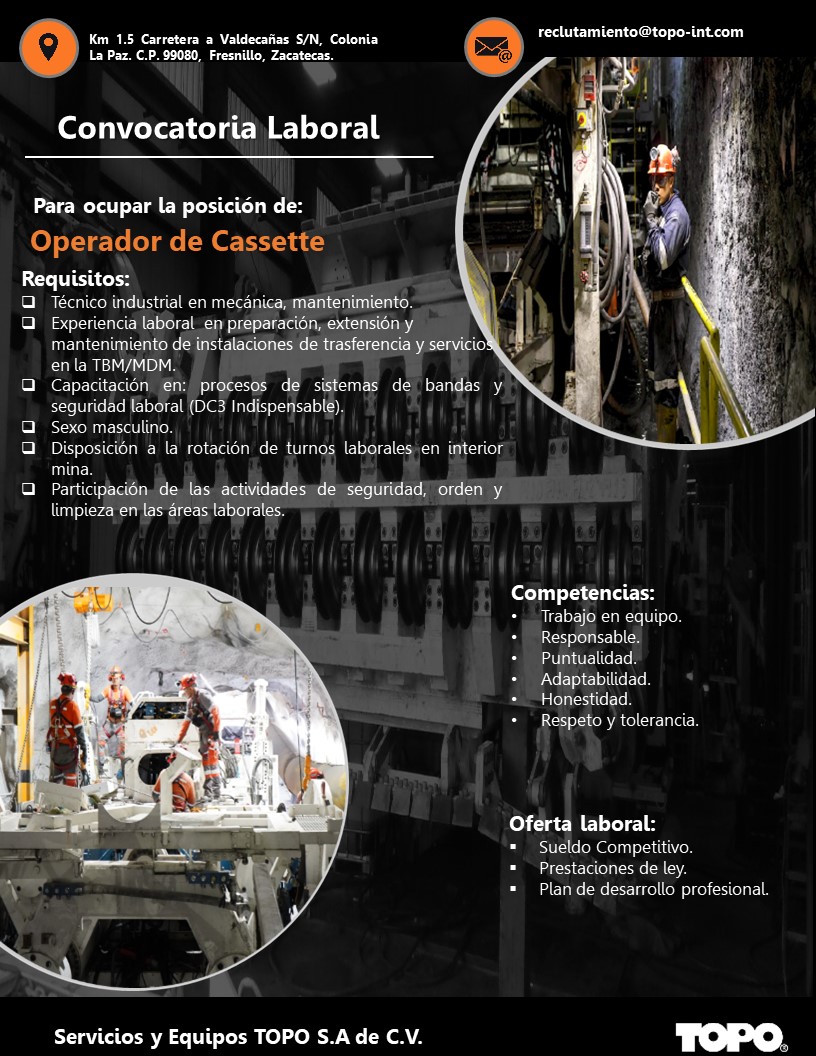 Km 1.5 Carretera a Valdecañas S/N, Colonia
La Paz. C.P. 99080, Fresnillo, Zacatecas.
reclutamiento@topo-int.com
Convocatoria Laboral
Para ocupar la posición de:
Operador de Cassette
Requisitos:
Técnico industrial en mecánica, mantenimiento.
Experiencia laboral en preparación, extensión y
mantenimiento de instalaciones de trasferencia y servicios
en la TBM/MDM.
Capacitación en: procesos de sistemas de bandas y
seguridad laboral (DC3 Indispensable).
Sexo masculino.
Disposición a la rotación de turnos laborales en interior
mina.
Participación de las actividades de seguridad, orden y
limpieza en las áreas laborales.
Competencias:
• Trabajo en equipo.
• Responsable.
• Puntualidad.
• Adaptabilidad.
• Honestidad.
• Respeto y tolerancia.
Oferta laboral:
▪ Sueldo Competitivo.
▪ Prestaciones de ley.
▪ Plan de desarrollo profesional.
Servicios y Equipos TOPO S.A de C.V.
TOPO®